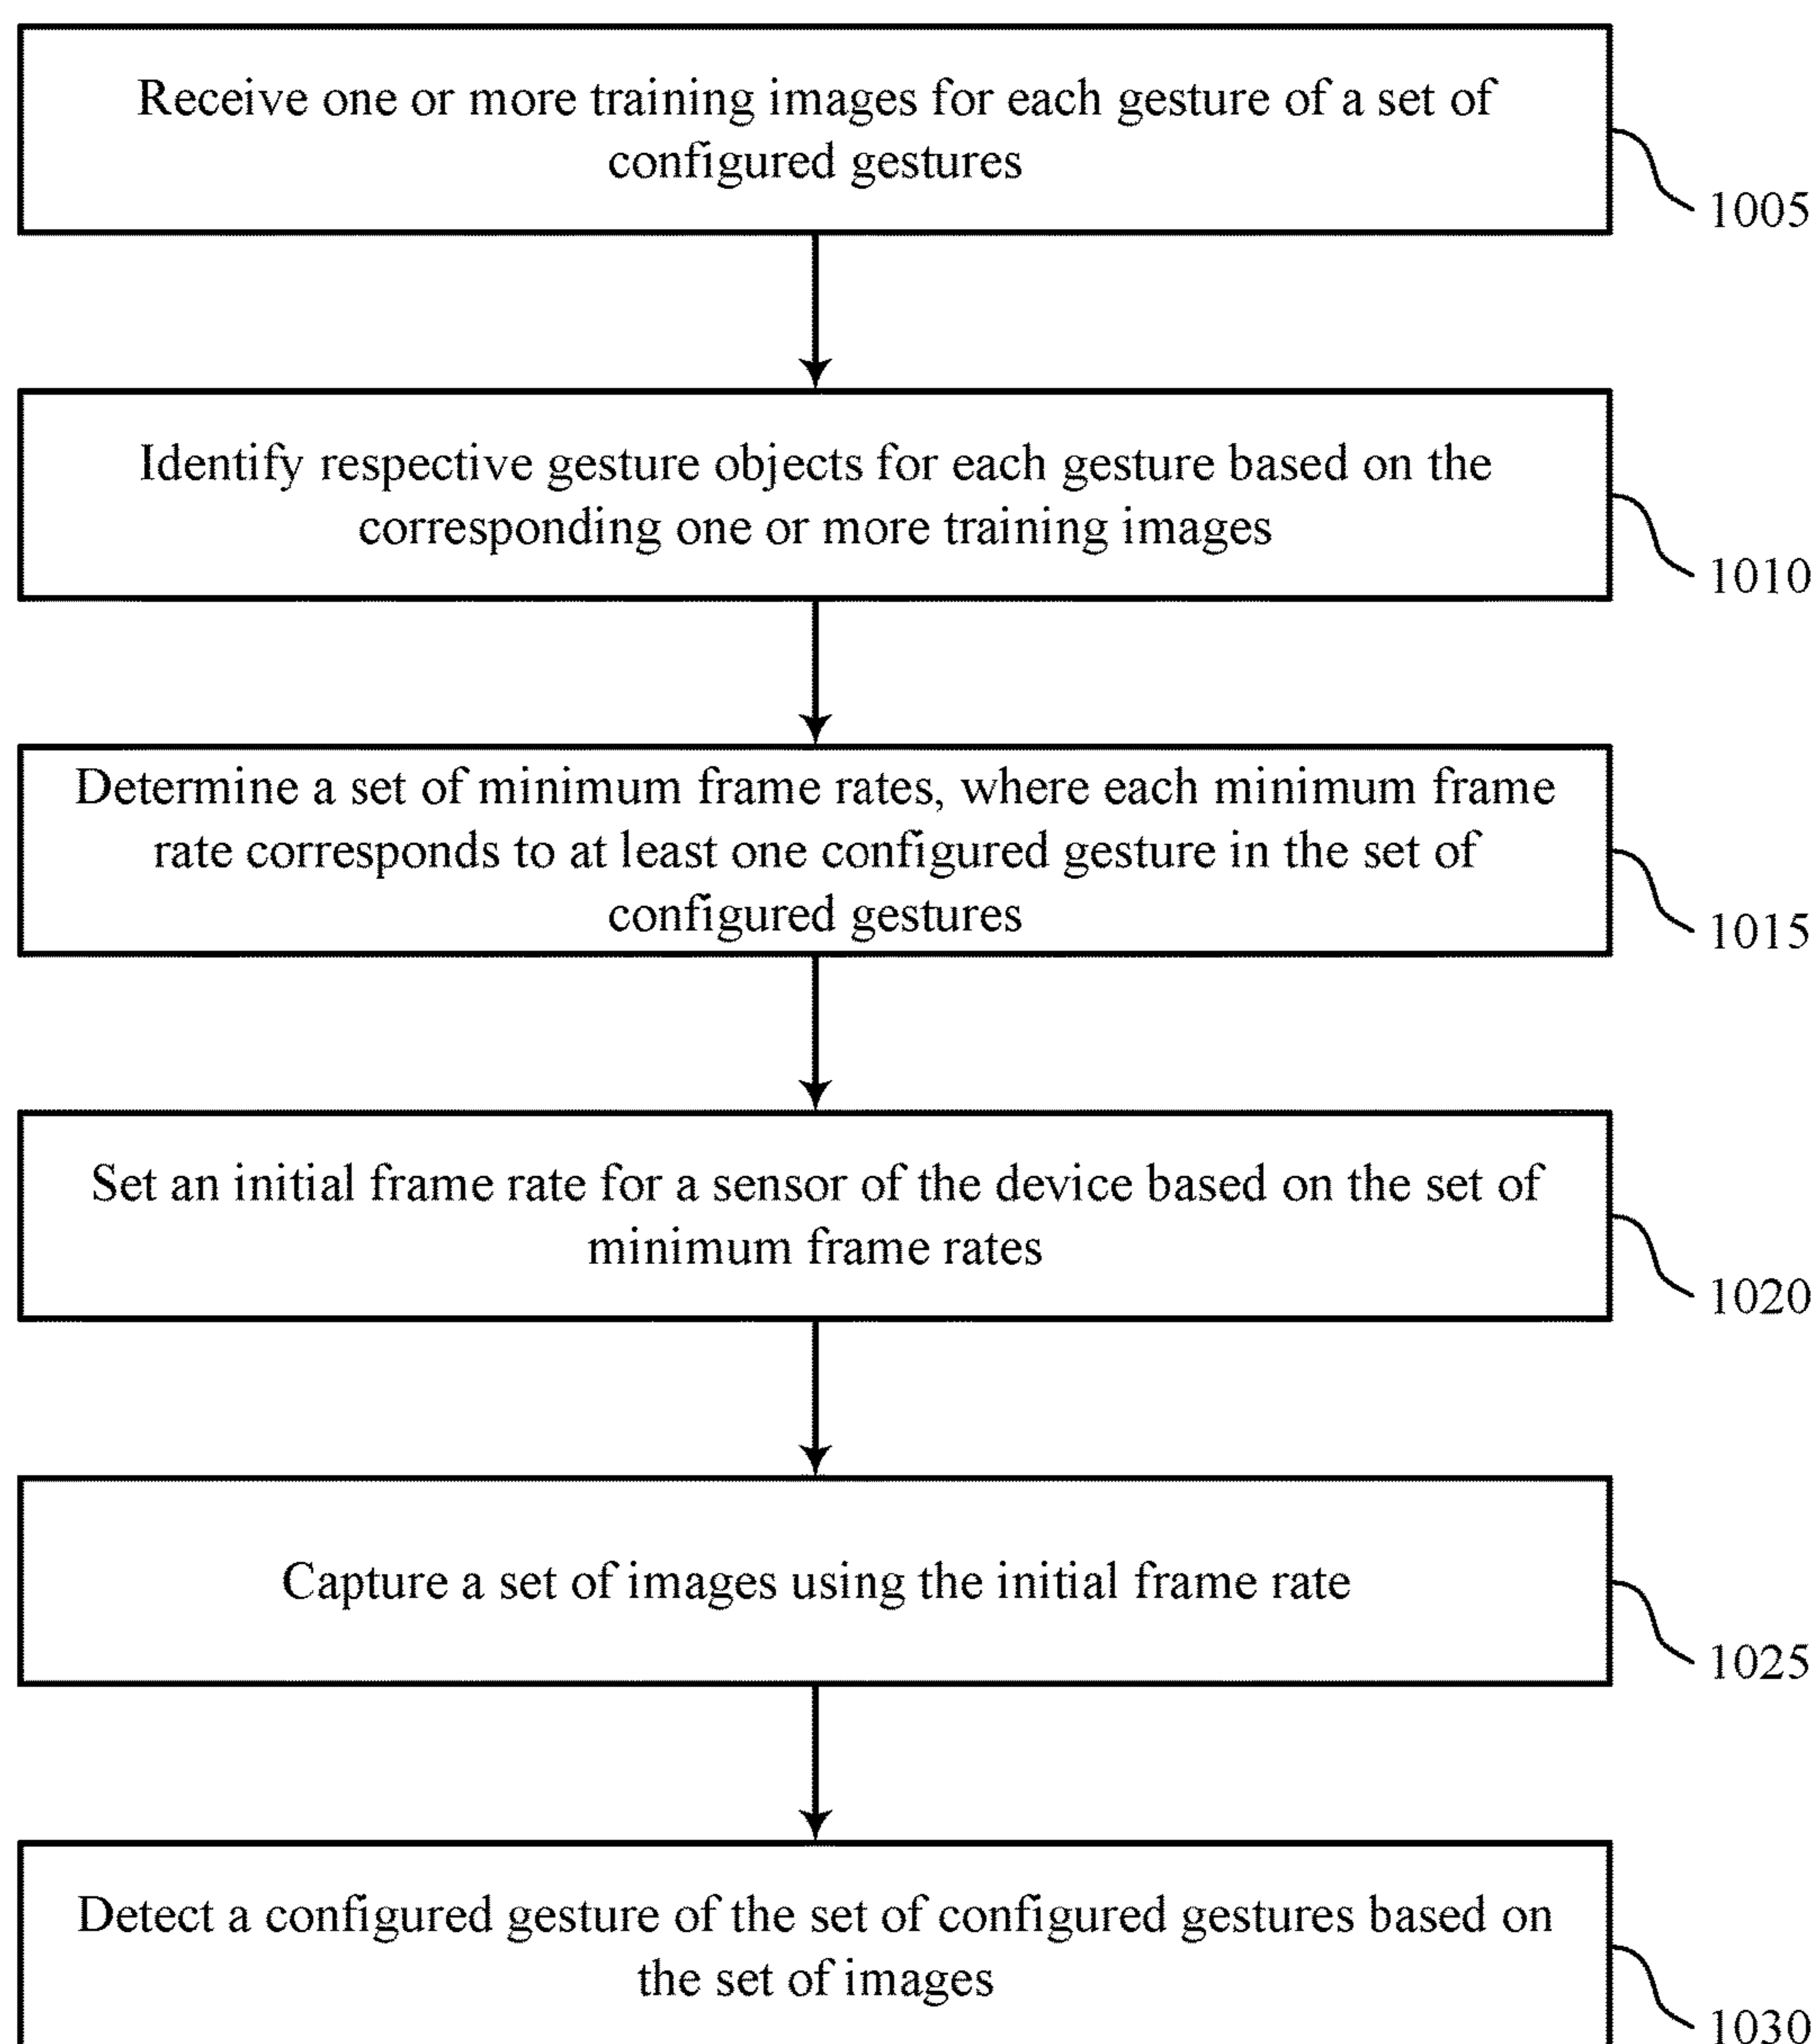 Receive one or more training images for each gesture of a set of
configured gestures
1005
Identify respective gesture objects for each gesture based on the
corresponding one or more training images
1010
Determine a set of minimum frame rates, where each minimum frame
rate corresponds to at least one configured gesture in the set of
configured gestures
1015
Set an initial frame rate for a sensor of the device based on the set of
minimum frame rates
1020
Capture a set of images using the initial frame rate
1025
Detect a configured gesture of the set of configured gestures based on
the set of images
1030